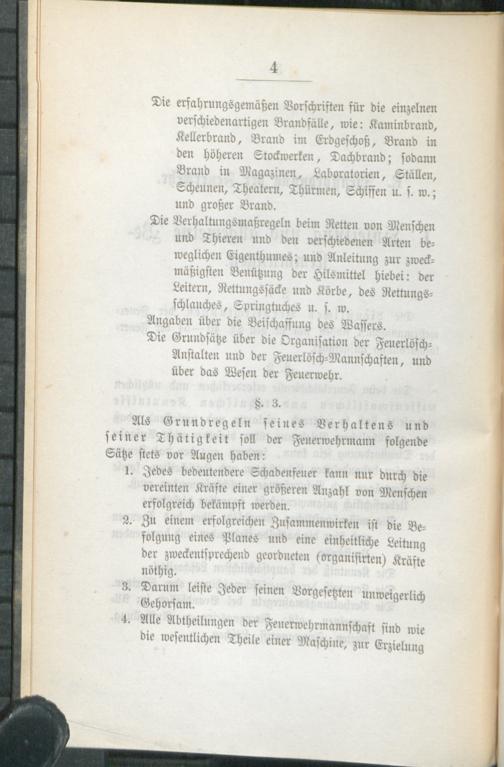 4
Die erfahrungsgemäßen Vorschriften für die einzelnen
verschiedenartigen Brandfälle, wie: Kaminbrand,
Kellerbrand, Brand im Erdgeschoß, Brand in
den höheren Stockwerken, Dachbrand; sodann
Brand in Magazinen, Laboratorien, Ställen,
Scheunen, Theatern, Thürmen, Schiffen u. s. w.;
und großer Brand.
Die Verhaltungsmaßregeln beim Retten von Menschen
und Thieren und den verschiedenen Arten be-
weglichen Eigenthumes; und Anleitung zur zweck-
mäßigsten Benützung der Hilsmittel hiebei: der
Leitern, Rettungssäcke und Körbe, des Rettungs-
schlauches, Springtuches u. s. w.
Angaben über die Beischaffung des Wassers.
Die Grundsätze über die Organisation der Feuerlösch-
Anstalten und der Feuerlösch-Mannschaften, und
über das Wesen der Feuerwehr.
§. 3.
Als Grundregeln seines Verhaltens und
seiner Thätigkeit soll der Feuerwehrmann folgende
Sätze stets vor Augen haben:
1. Jedes bedeutendere Schadenfeuer kann nur durch die
vereinten Kräfte einer größeren Anzahl von Menschen
erfolgreich bekämpft werden.
2. Zu einem erfolgreichen Zusammenwirken ist die Be-
folgung eines Planes und eine einheitliche Leitung
der zweckentsprechend geordneten (organisirten) Kräfte
nöthig.
3. Darum leiste Jeder seinen Vorgesetzten unweigerlich
Gehorsam.
4. Alle Abtheilungen der Feuerwehrmannschaft sind wie
die wesentlichen Theile einer Maschine, zur Erzielung